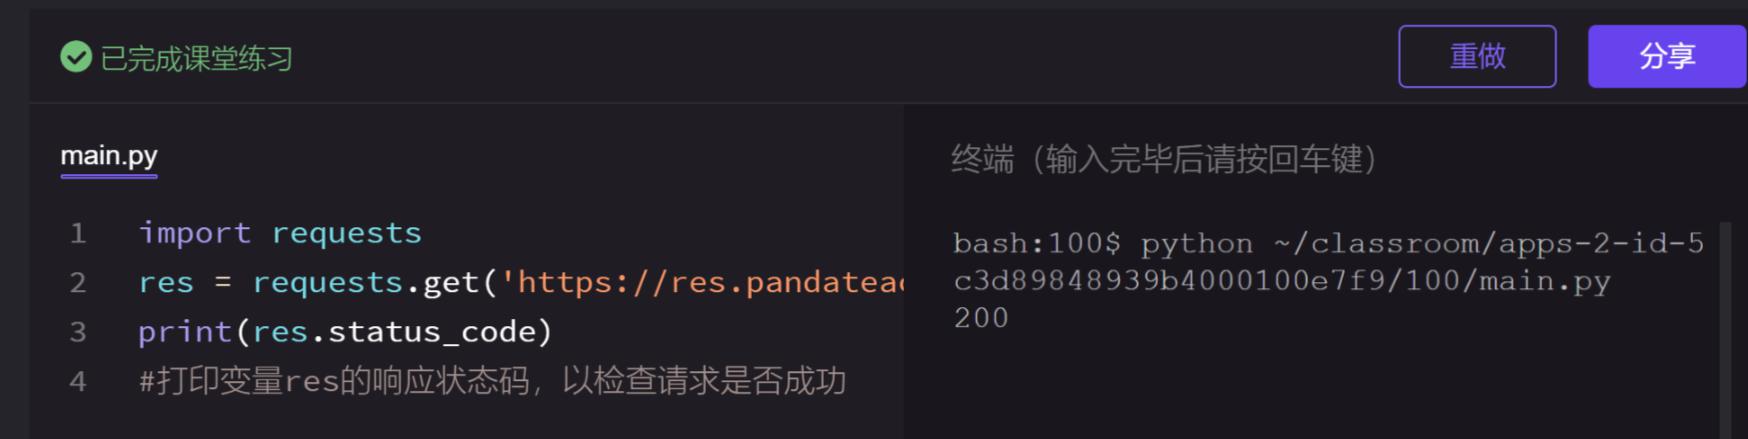 已完成课堂练习
重做
分享
main.py
1 import requests
2 res = requests.get('https://res.pandateac
3 print(res.status_code)
4 #打印变量res的响应状态码，以检查请求是否成功
终端（输入完毕后请按回车键）
bash:100$ python ~/classroom/apps-2-id-5
c3d89848939b4000100e7f9/100/main.py
200